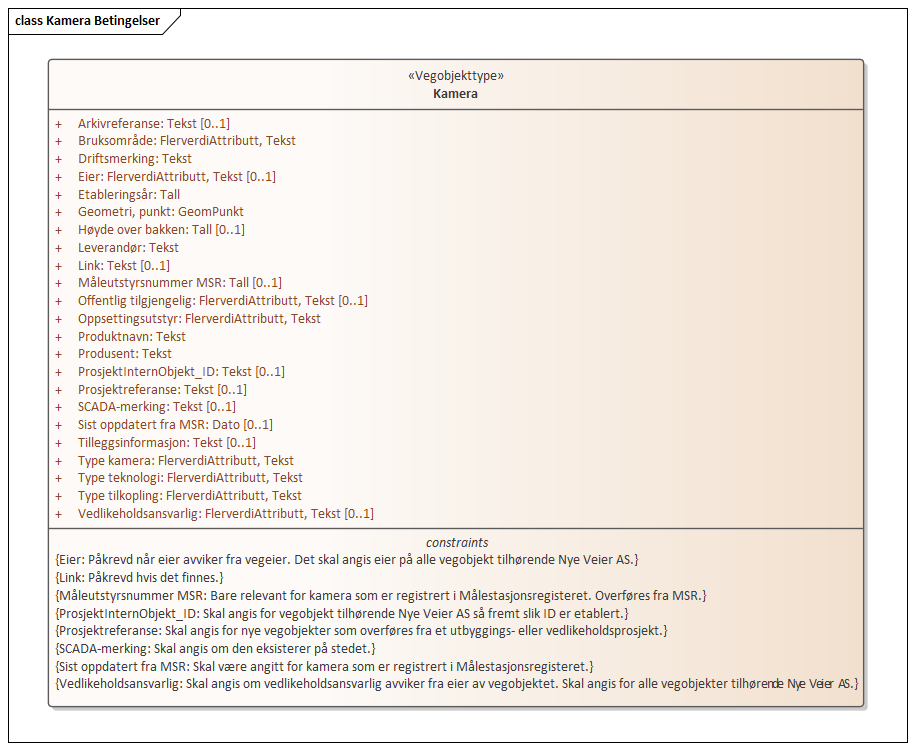 class Kamera Betingelser
«Vegobjekttype»
Kamera
+ Arkivreferanse: Tekst [0..1]
+ Bruksområde: FlerverdiAttributt, Tekst
+ Driftsmerking: Tekst
+ Eier: FlerverdiAttributt, Tekst [0..1]
+ Etableringsår: Tall
+ Geometri, punkt: GeomPunkt
+ Høyde over bakken: Tall [0..1]
+ Leverandør: Tekst
+ Link: Tekst [0..1]
+ Måleutstyrsnummer MSR: Tall [0..1]
+ Offentlig tilgjengelig: FlerverdiAttributt, Tekst [0..1]
+ Oppsettingsutstyr: FlerverdiAttributt, Tekst
+ Produktnavn: Tekst
+ Produsent: Tekst
+ ProsjektInternObjekt_ID: Tekst [0..1]
+ Prosjektreferanse: Tekst [0..1]
+ SCADA-merking: Tekst [0..1]
+ Sist oppdatert fra MSR: Dato [0..1]
+ Tilleggsinformasjon: Tekst [0..1]
+ Type kamera: FlerverdiAttributt, Tekst
+ Type teknologi: FlerverdiAttributt, Tekst
+ Type tilkopling: FlerverdiAttributt, Tekst
+ Vedlikeholdsansvarlig: FlerverdiAttributt, Tekst [0..1]
constraints
{Eier: Påkrevd når eier avviker fra vegeier. Det skal angis eier på alle vegobjekt tilhørende Nye Veier AS.}
{Link: Påkrevd hvis det finnes.}
{Måleutstyrsnummer MSR: Bare relevant for kamera som er registrert i Målestasjonsregisteret. Overføres fra MSR.}
{ProsjektInternObjekt_ID: Skal angis for vegobjekt tilhørende Nye Veier AS så fremt slik ID er etablert.}
{Prosjektreferanse: Skal angis for nye vegobjekter som overføres fra et utbyggings- eller vedlikeholdsprosjekt.}
{SCADA-merking: Skal angis om den eksisterer på stedet.}
{Sist oppdatert fra MSR: Skal være angitt for kamera som er registrert i Målestasjonsregisteret.}
{Vedlikeholdsansvarlig: Skal angis om vedlikeholdsansvarlig avviker fra eier av vegobjektet. Skal angis for alle vegobjekter tilhørende Nye Veier AS.}